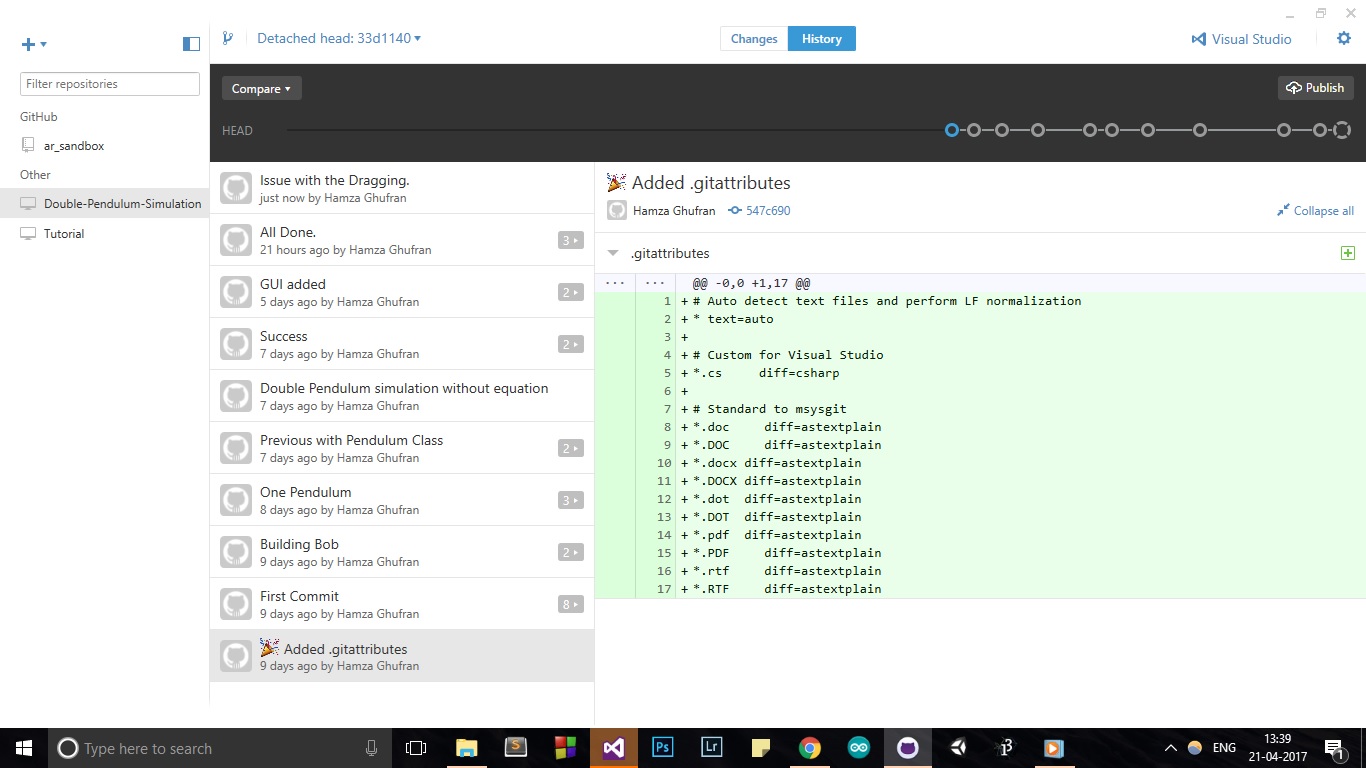 Detached head: 33d1140
Changes
History
Visual Studio
Filter repositories
GitHub
ar_sandbox
Other
Double-Pendulum-Simulation
Tutorial
Compare
Publish
HEAD
Issue with the Dragging.
just now by Hamza Ghufran
All Done.
21 hours ago by Hamza Ghufran
3
GUI added
5 days ago by Hamza Ghufran
2
Success
7 days ago by Hamza Ghufran
2
Double Pendulum simulation without equation
7 days ago by Hamza Ghufran
Previous with Pendulum Class
7 days ago by Hamza Ghufran
2
One Pendulum
8 days ago by Hamza Ghufran
3
Building Bob
9 days ago by Hamza Ghufran
2
First Commit
9 days ago by Hamza Ghufran
8
Added .gitattributes
9 days ago by Hamza Ghufran
Added .gitattributes
Hamza Ghufran 547c690
Collapse all
.gitattributes
... ... @@ -0,0 +1,17 @@
1 + # Auto detect text files and perform LF normalization
2 + * text=auto
3 +
4 + # Custom for Visual Studio
5 + *.cs diff=csharp
6 +
7 + # Standard to msysgit
8 + *.doc diff=astextplain
9 + *.DOC diff=astextplain
10 + *.docx diff=astextplain
11 + *.DOCX diff=astextplain
12 + *.dot diff=astextplain
13 + *.DOT diff=astextplain
14 + *.pdf diff=astextplain
15 + *.PDF diff=astextplain
16 + *.rtf diff=astextplain
17 + *.RTF diff=astextplain
Type here to search
S
Ps
Lr
ENG
13:39
21-04-2017
1